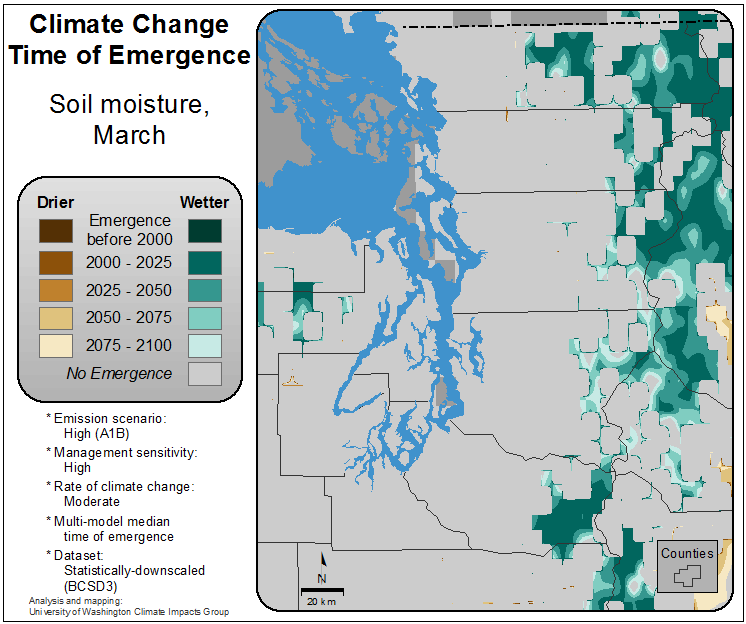 Climate Change
Time of Emergence
Soil moisture,
March
Drier
Wetter
Emergence
before 2000
2000 - 2025
2025 - 2050
2050 - 2075
2075 - 2100
No Emergence
* Emission scenario:
High (A1B)
* Management sensitivity:
High
* Rate of climate change:
Moderate
* Multi-model median
time of emergence
* Dataset:
Statistically-downscaled
(BCSD3)
Analysis and mapping:
University of Washington Climate Impacts Group
N
20 km
Counties